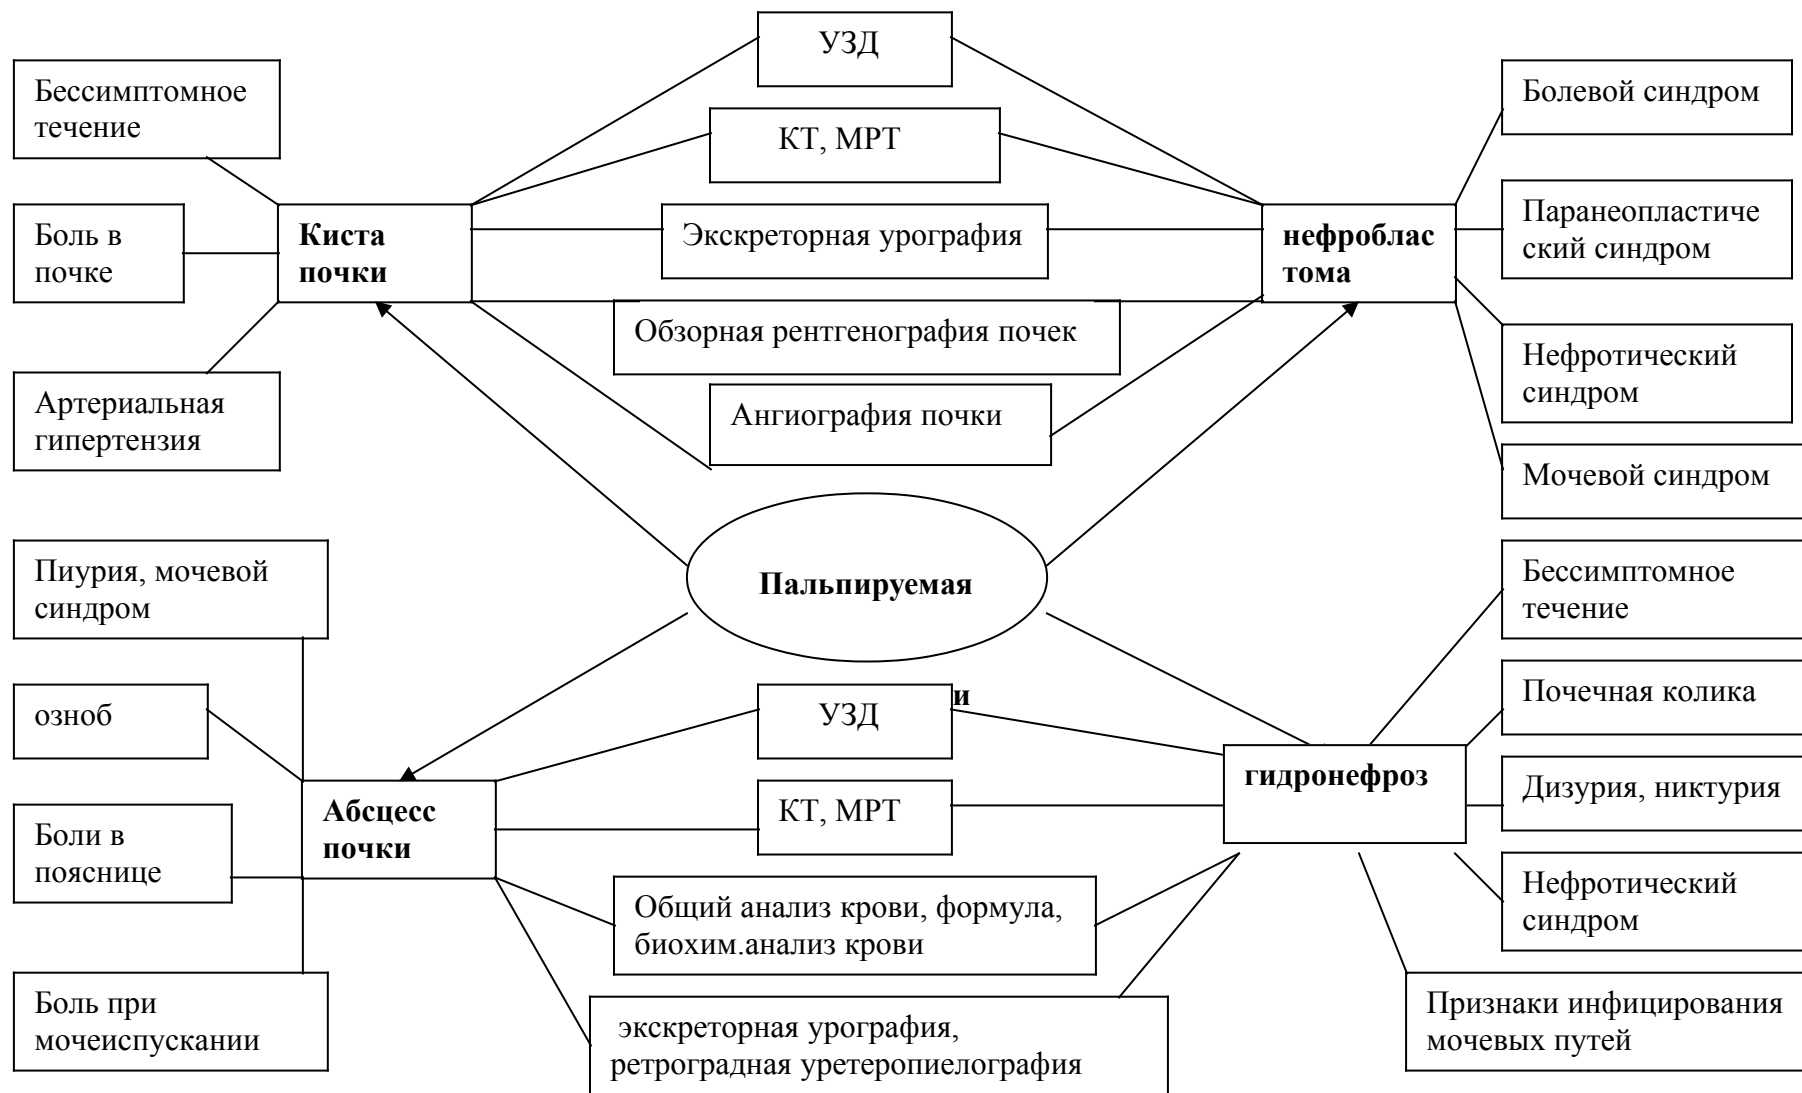 УЗД
Бессимптомное
течение
Болевой синдром
КТ, МРТ
Боль в
почке
Киста
почки
Экскреторная урография
нефроблас
тома
Паранеопластиче
ский синдром
Обзорная рентгенография почек
Нефротический
синдром
Артериальная
гипертензия
Ангиография почки
Мочевой синдром
Пиурия, мочевой
синдром
Пальпируемая
и
Бессимптомное
течение
озноб
УЗД
Почечная колика
гидронефроз
Абсцесс
почки
КТ, МРТ
Дизурия, никтурия
Боли в
пояснице
Общий анализ крови, формула,
биохим.анализ крови
Нефротический
синдром
Боль при
мочеиспускании
экскреторная урография,
ретроградная уретеропиелография
Признаки инфицирования
мочевых путей